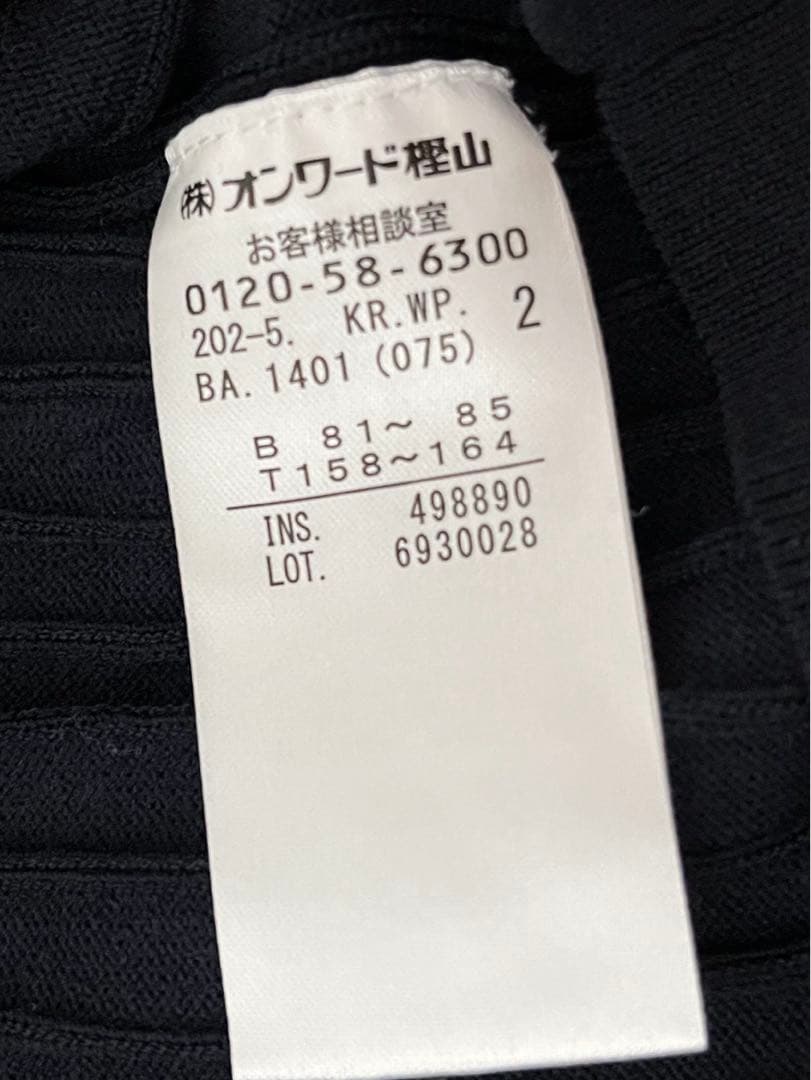 ㈱オンワード樫山
お客様相談室
0120-58-6300
202-5. KR.WP. 2
BA.1401 (075)
B 81～ 85
T158～164
INS. 498890
LOT. 6930028